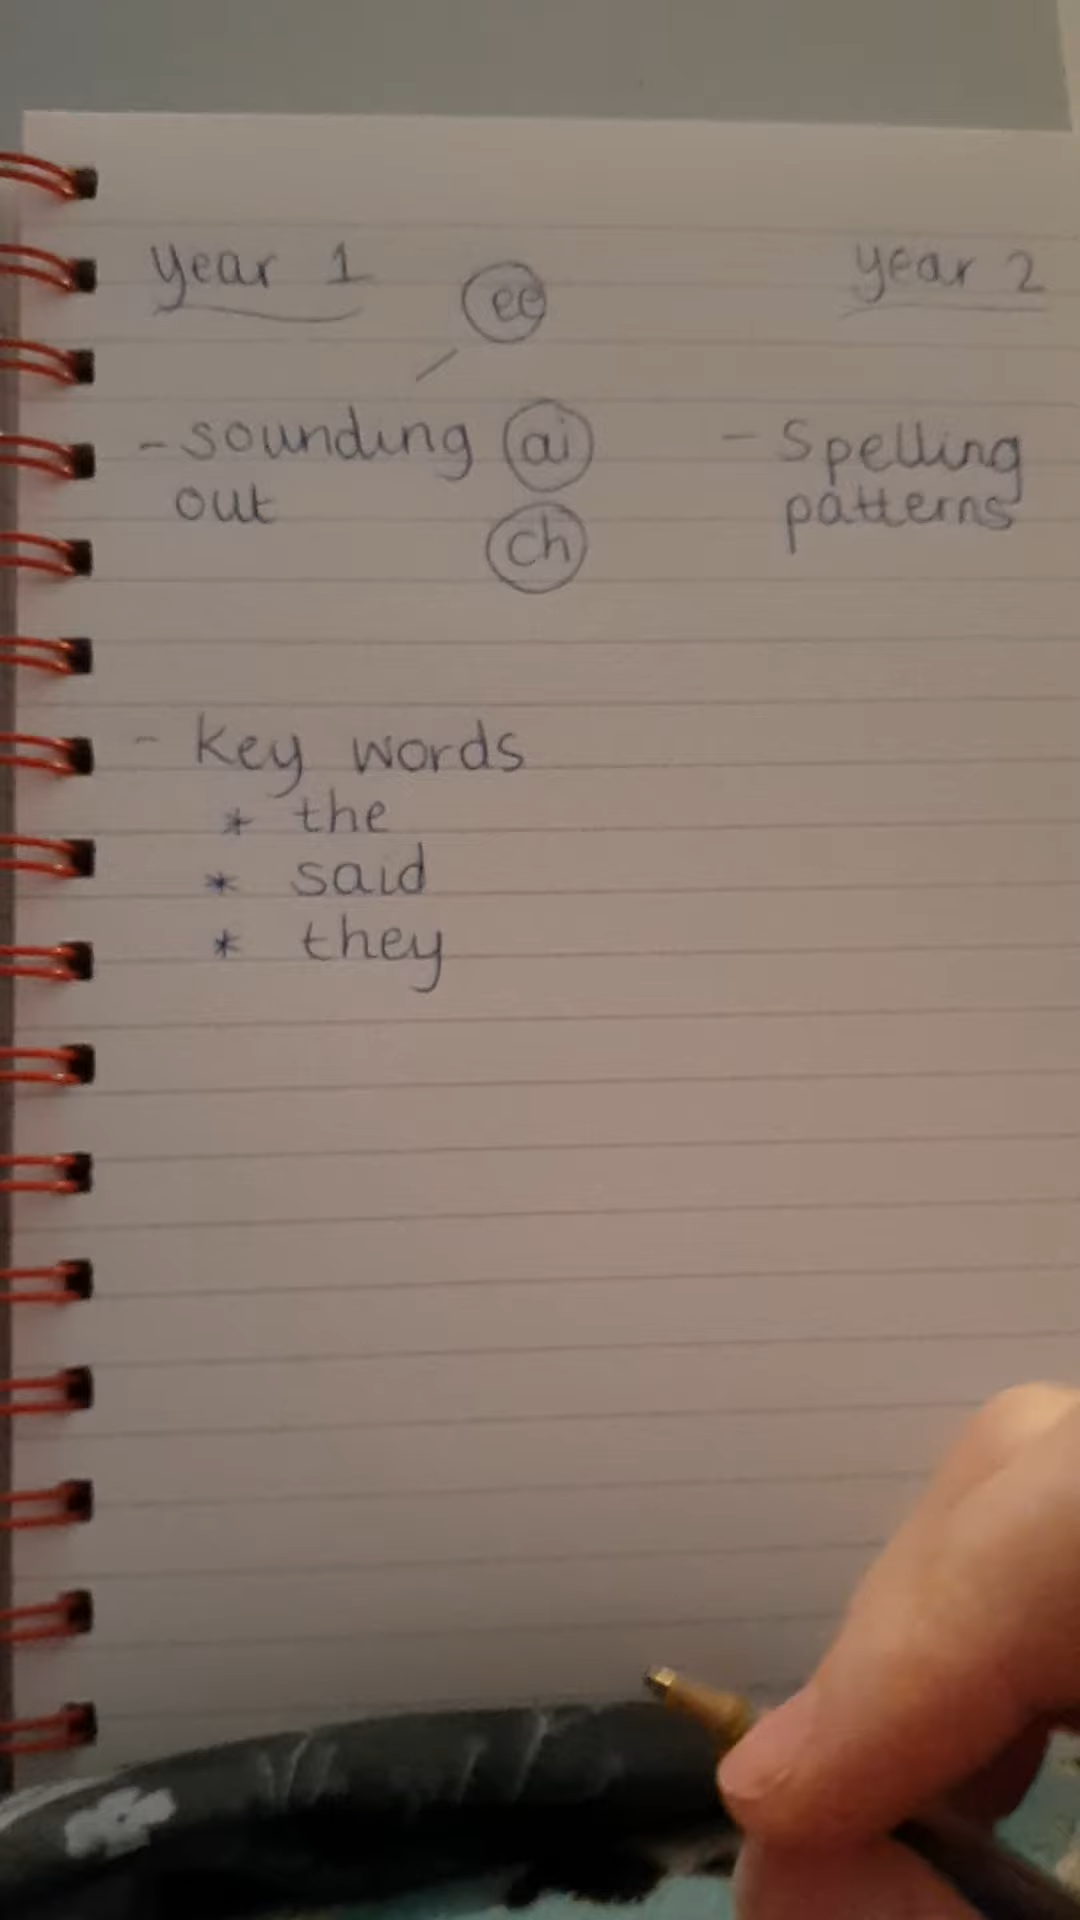 year 1
ee
year 2
- sounding
out
ai
ch
- Spelling
patterns
- key words
* the
* said
* they